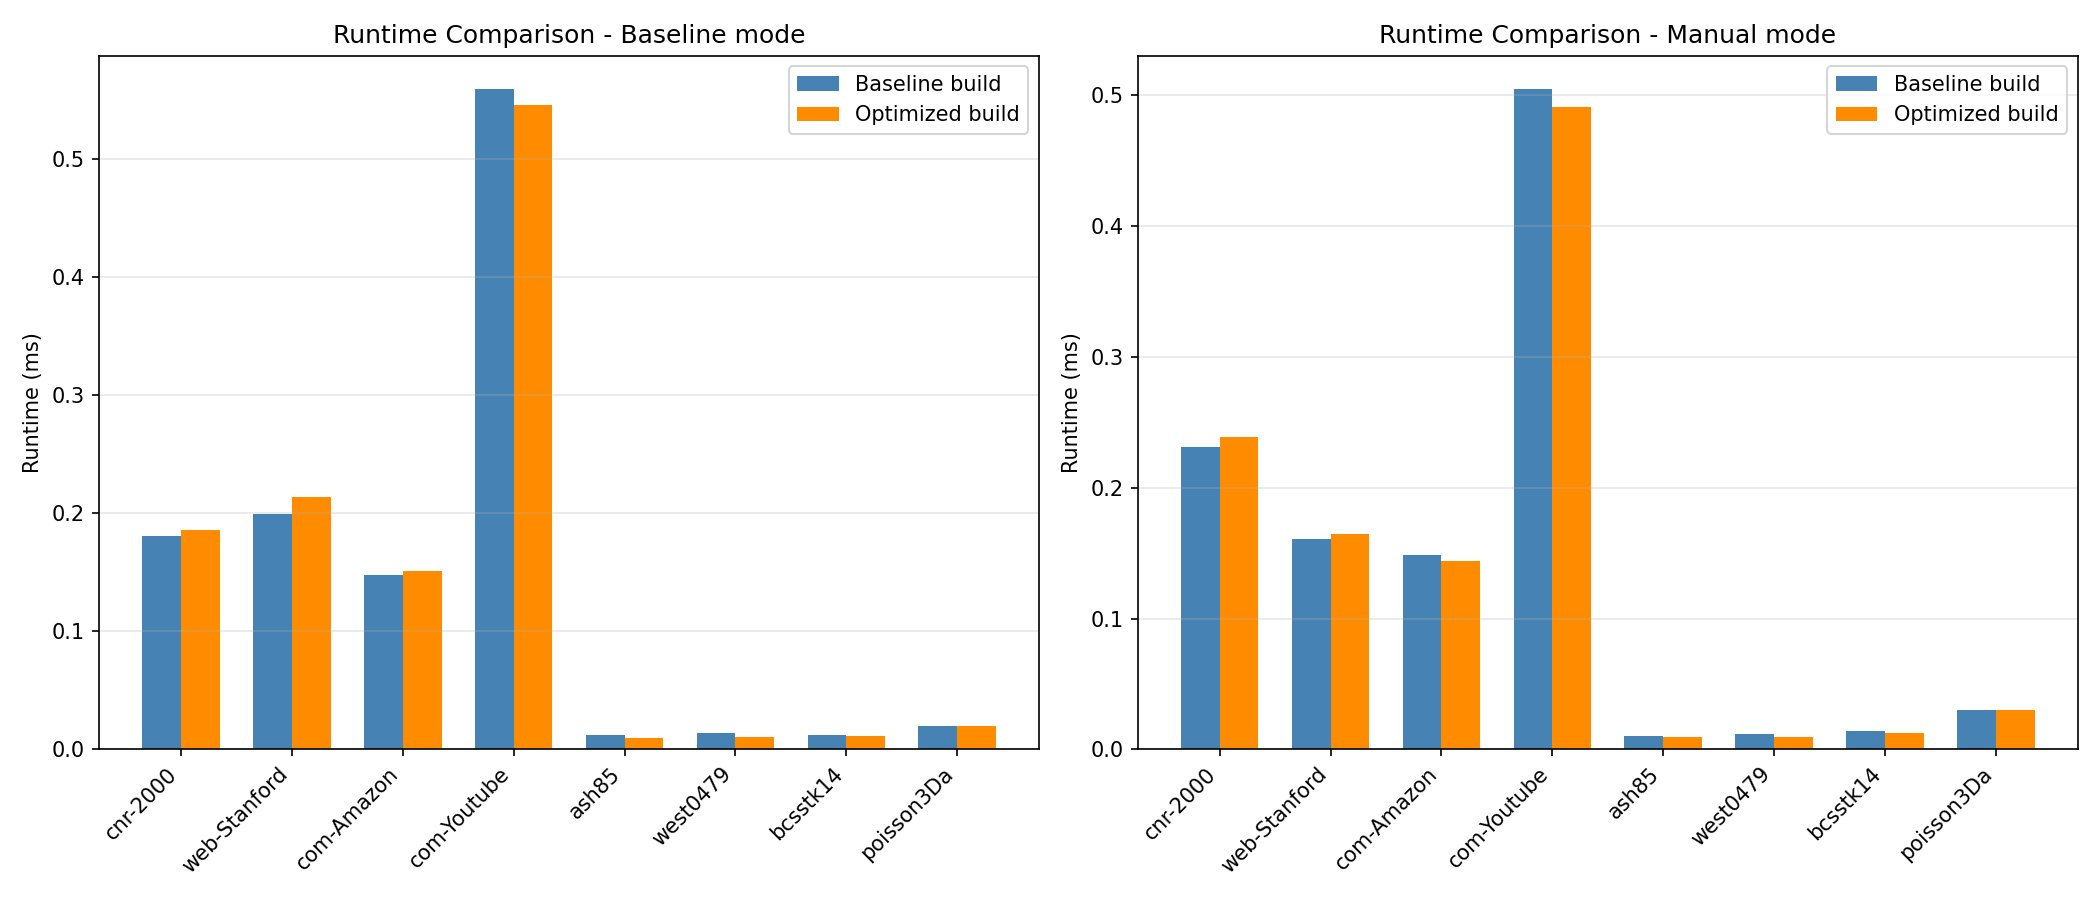 Runtime Comparison - Baseline mode
Baseline build
Optimized build
Runtime (ms)
0.5
0.4
0.3
0.2
0.1
0.0
cnr-2000
web-Stanford
com-Amazon
com-Youtube
ash85
west0479
bcsstk14
poisson3Da
Runtime Comparison - Manual mode
Baseline build
Optimized build
Runtime (ms)
0.5
0.4
0.3
0.2
0.1
0.0
cnr-2000
web-Stanford
com-Amazon
com-Youtube
ash85
west0479
bcsstk14
poisson3Da